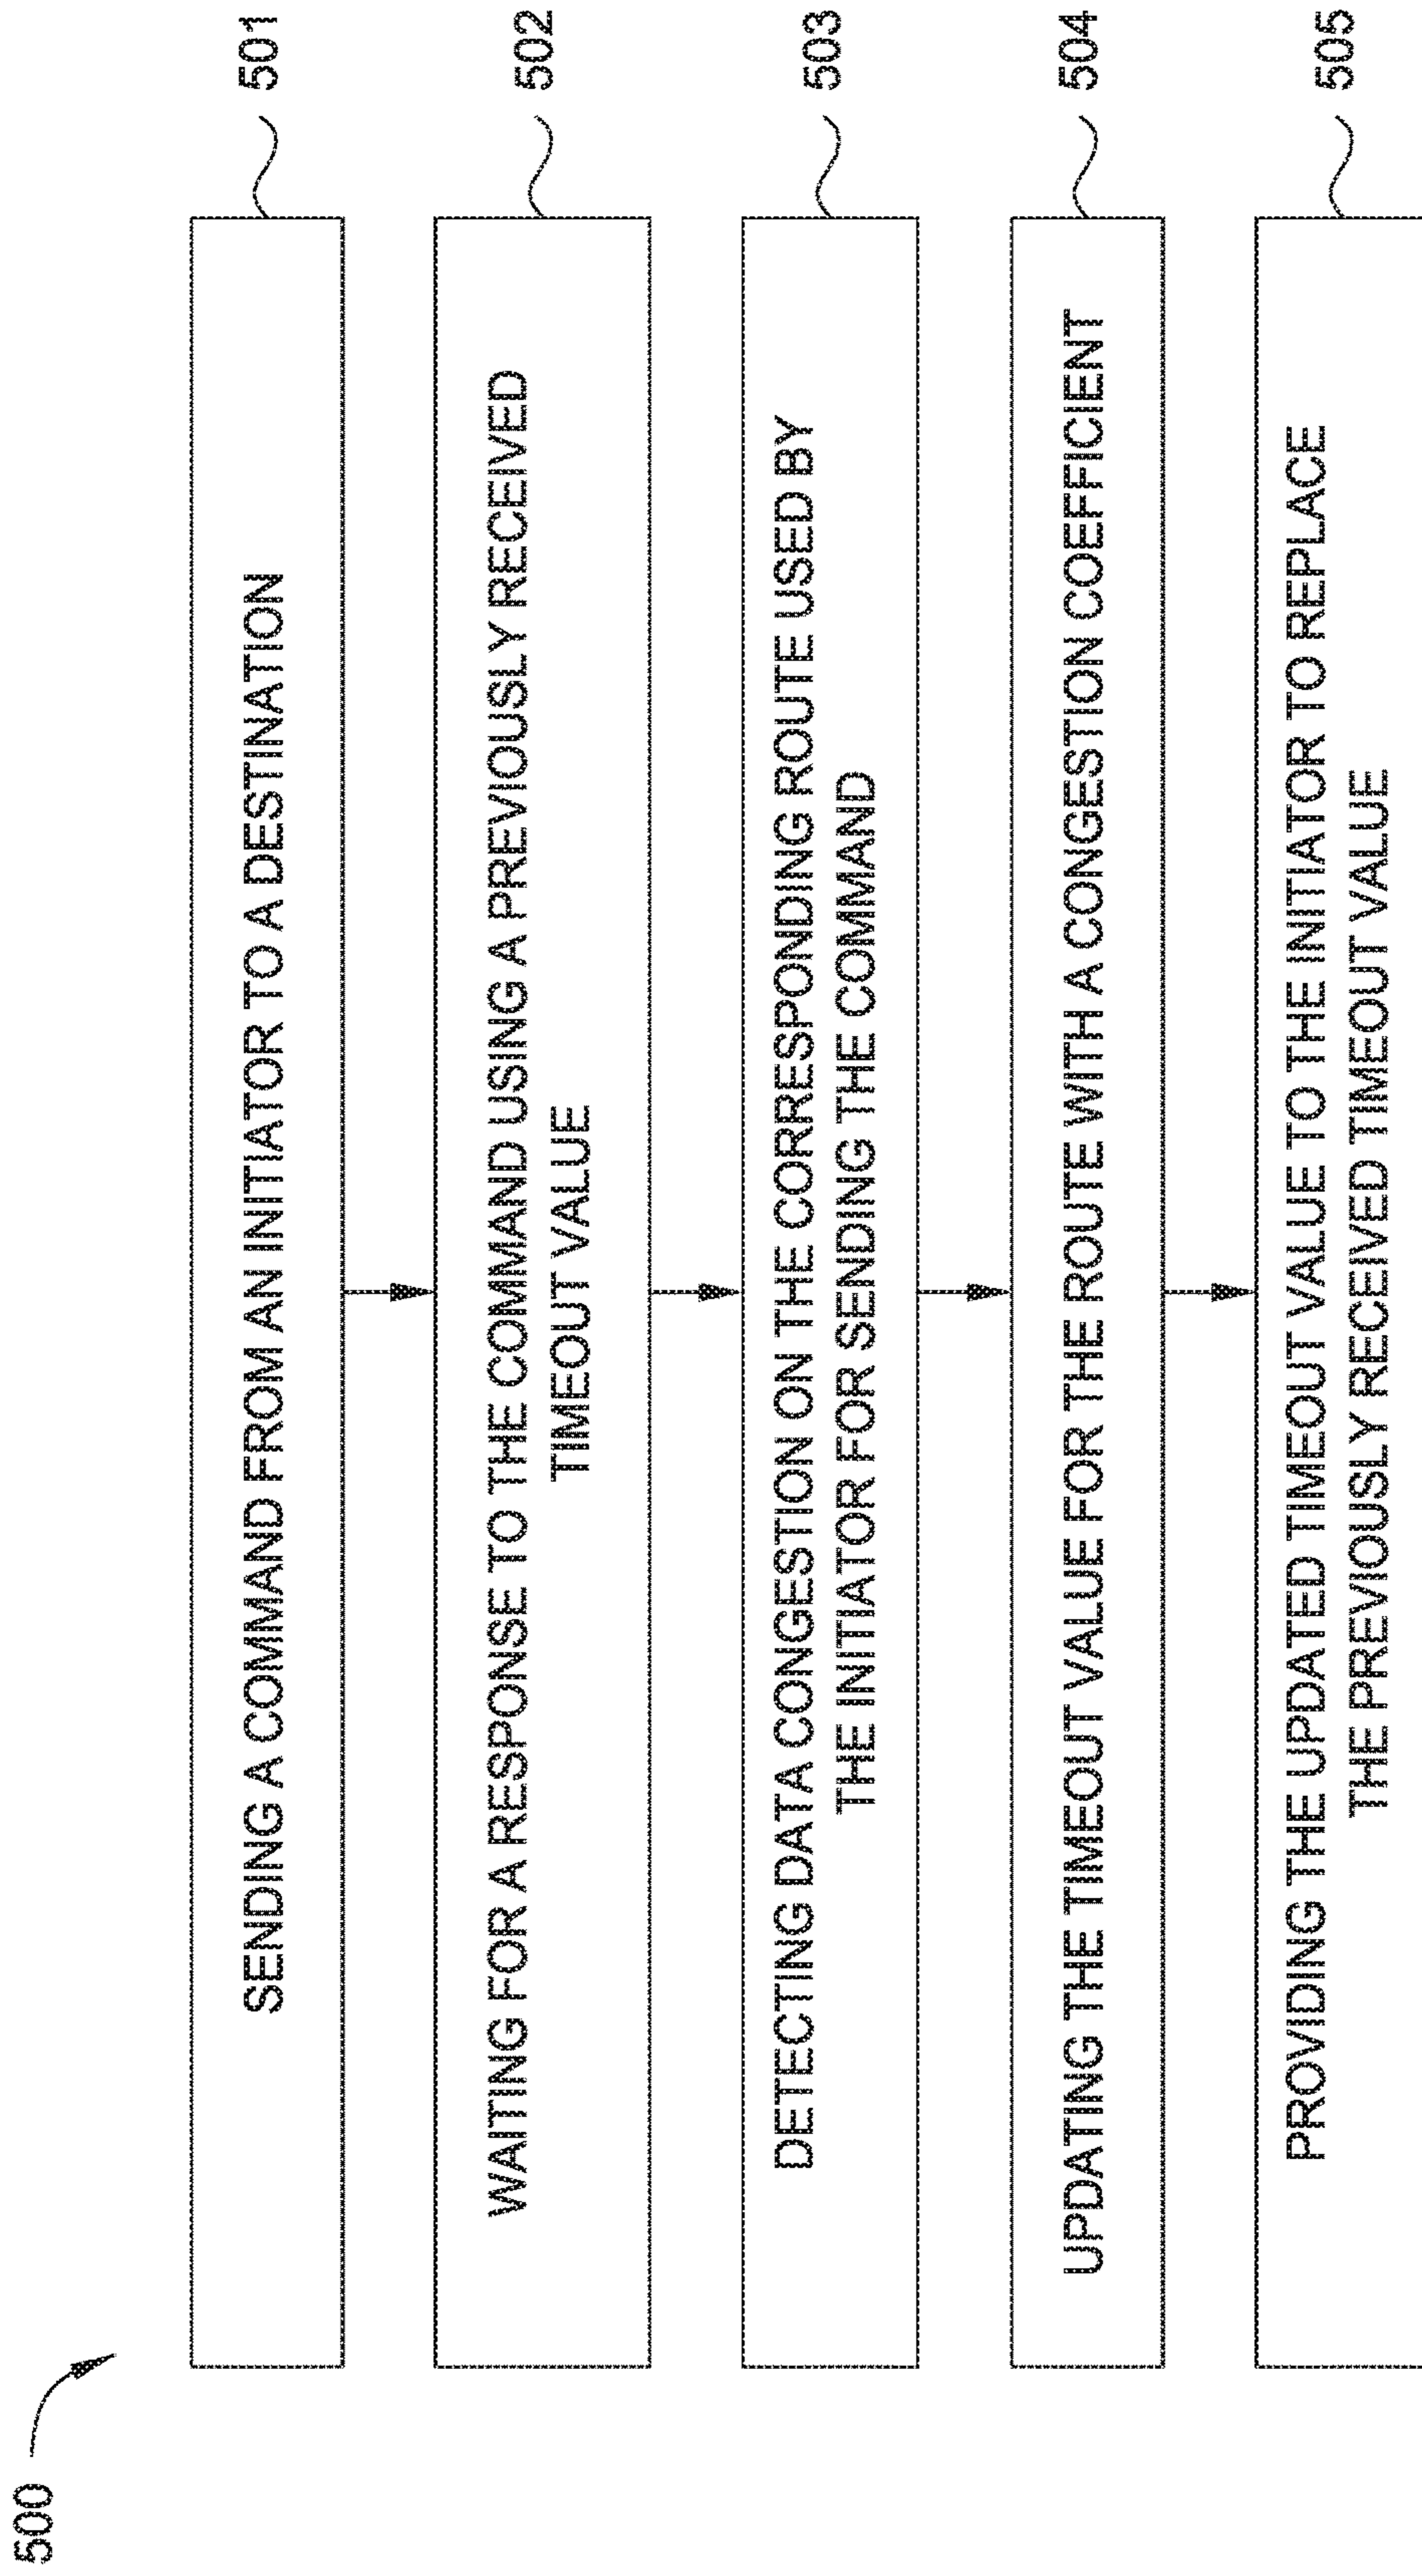 500
SENDING A COMMAND FROM AN INITIATOR TO A DESTINATION
501
WAITING FOR A RESPONSE TO THE COMMAND USING A PREVIOUSLY RECEIVED
TIMEOUT VALUE
502
DETECTING DATA CONGESTION ON THE CORRESPONDING ROUTE USED BY
THE INITIATOR FOR SENDING THE COMMAND
503
UPDATING THE TIMEOUT VALUE FOR THE ROUTE WITH A CONGESTION COEFFICIENT
504
PROVIDING THE UPDATED TIMEOUT VALUE TO THE INITIATOR TO REPLACE
THE PREVIOUSLY RECEIVED TIMEOUT VALUE
505